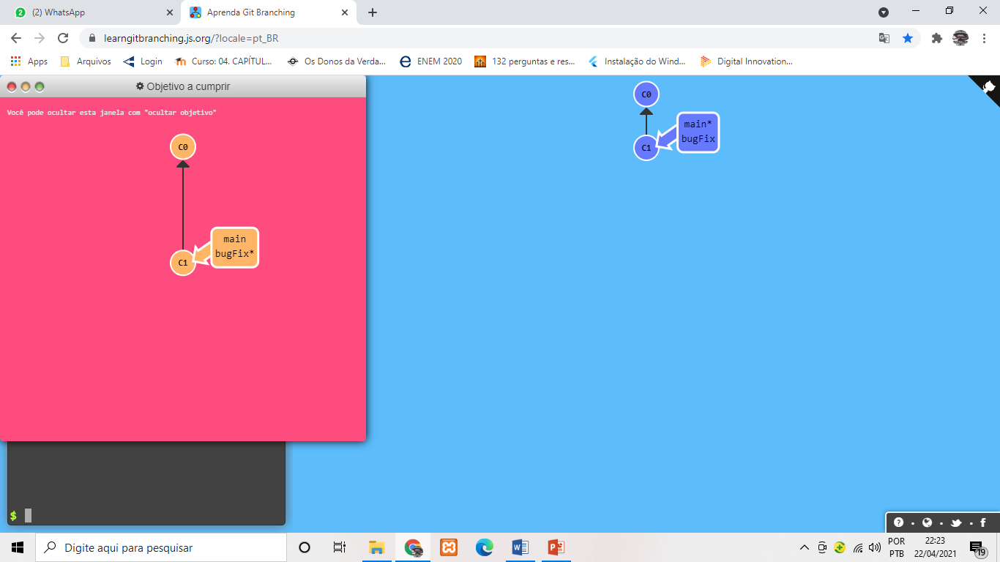 (2) WhatsApp
Aprenda Git Branching
learngitbranching.js.org/?locale=pt_BR
Apps
Arquivos
Login
Curso: 04. CAPÍTUL...
Os Donos da Verda...
ENEM 2020
132 perguntas e res...
Instalação do Wind...
Digital Innovation...
Objetivo a cumprir
Você pode ocultar esta janela com "ocultar objetivo"
C0
main
bugFix*
C1
C0
main*
bugFix
C1
$
Digite aqui para pesquisar
POR
PTB
22:23
22/04/2021
19